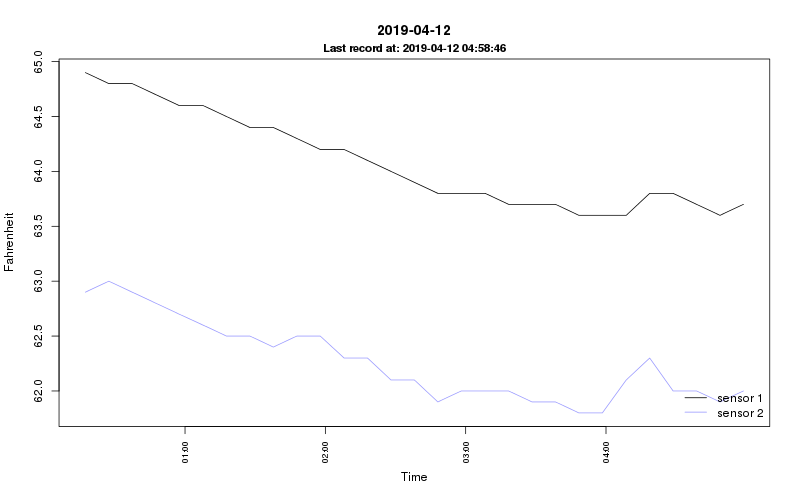 2019-04-12
Last record at: 2019-04-12 04:58:46
65.0
64.5
64.0
63.5
63.0
62.5
62.0
Fahrenheit
sensor 1
sensor 2
01:00 02:00 03:00 04:00
Time